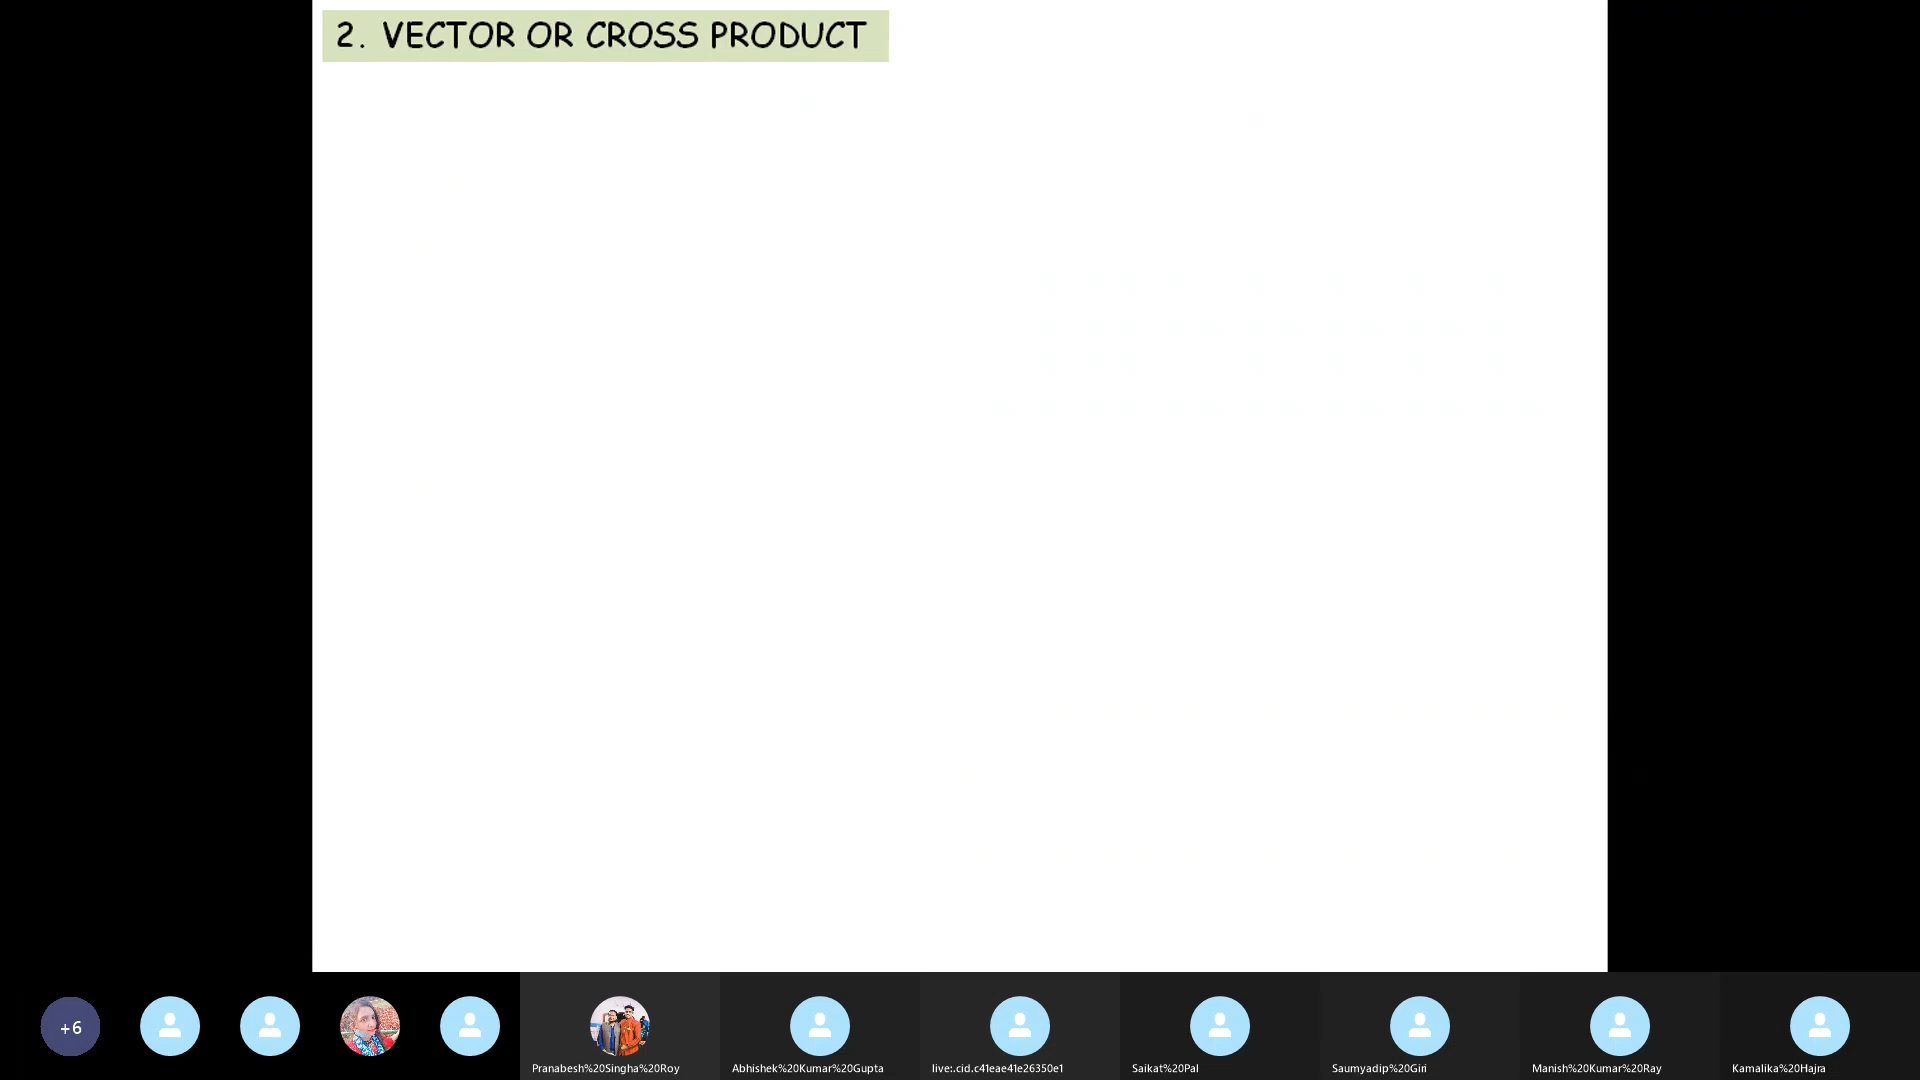 2. VECTOR OR CROSS PRODUCT
+6
Pranabesh%20Singha%20Roy
Abhishek%20Kumar%20Gupta
live:.cid.c41eae41e26350e1
Saikat%20Pal
Saumyadip%20Giri
Manish%20Kumar%20Ray
Kamalika%20Hajra